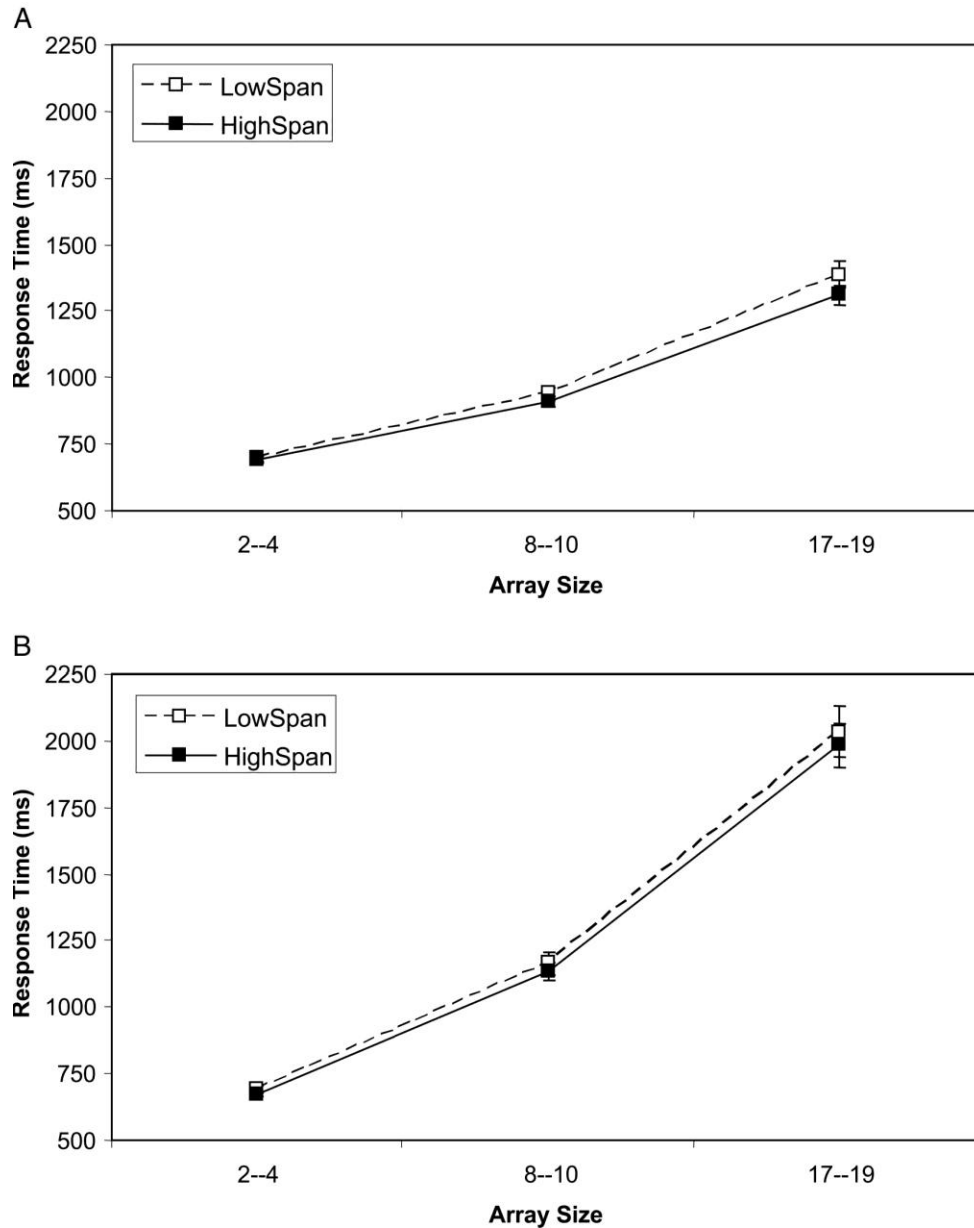 A
2250
2000
1750
1500
1250
1000
750
500
Response Time (ms)
LowSpan
HighSpan
2--4 8--10 17--19
Array Size
B
2250
2000
1750
1500
1250
1000
750
500
Response Time (ms)
LowSpan
HighSpan
2--4 8--10 17--19
Array Size